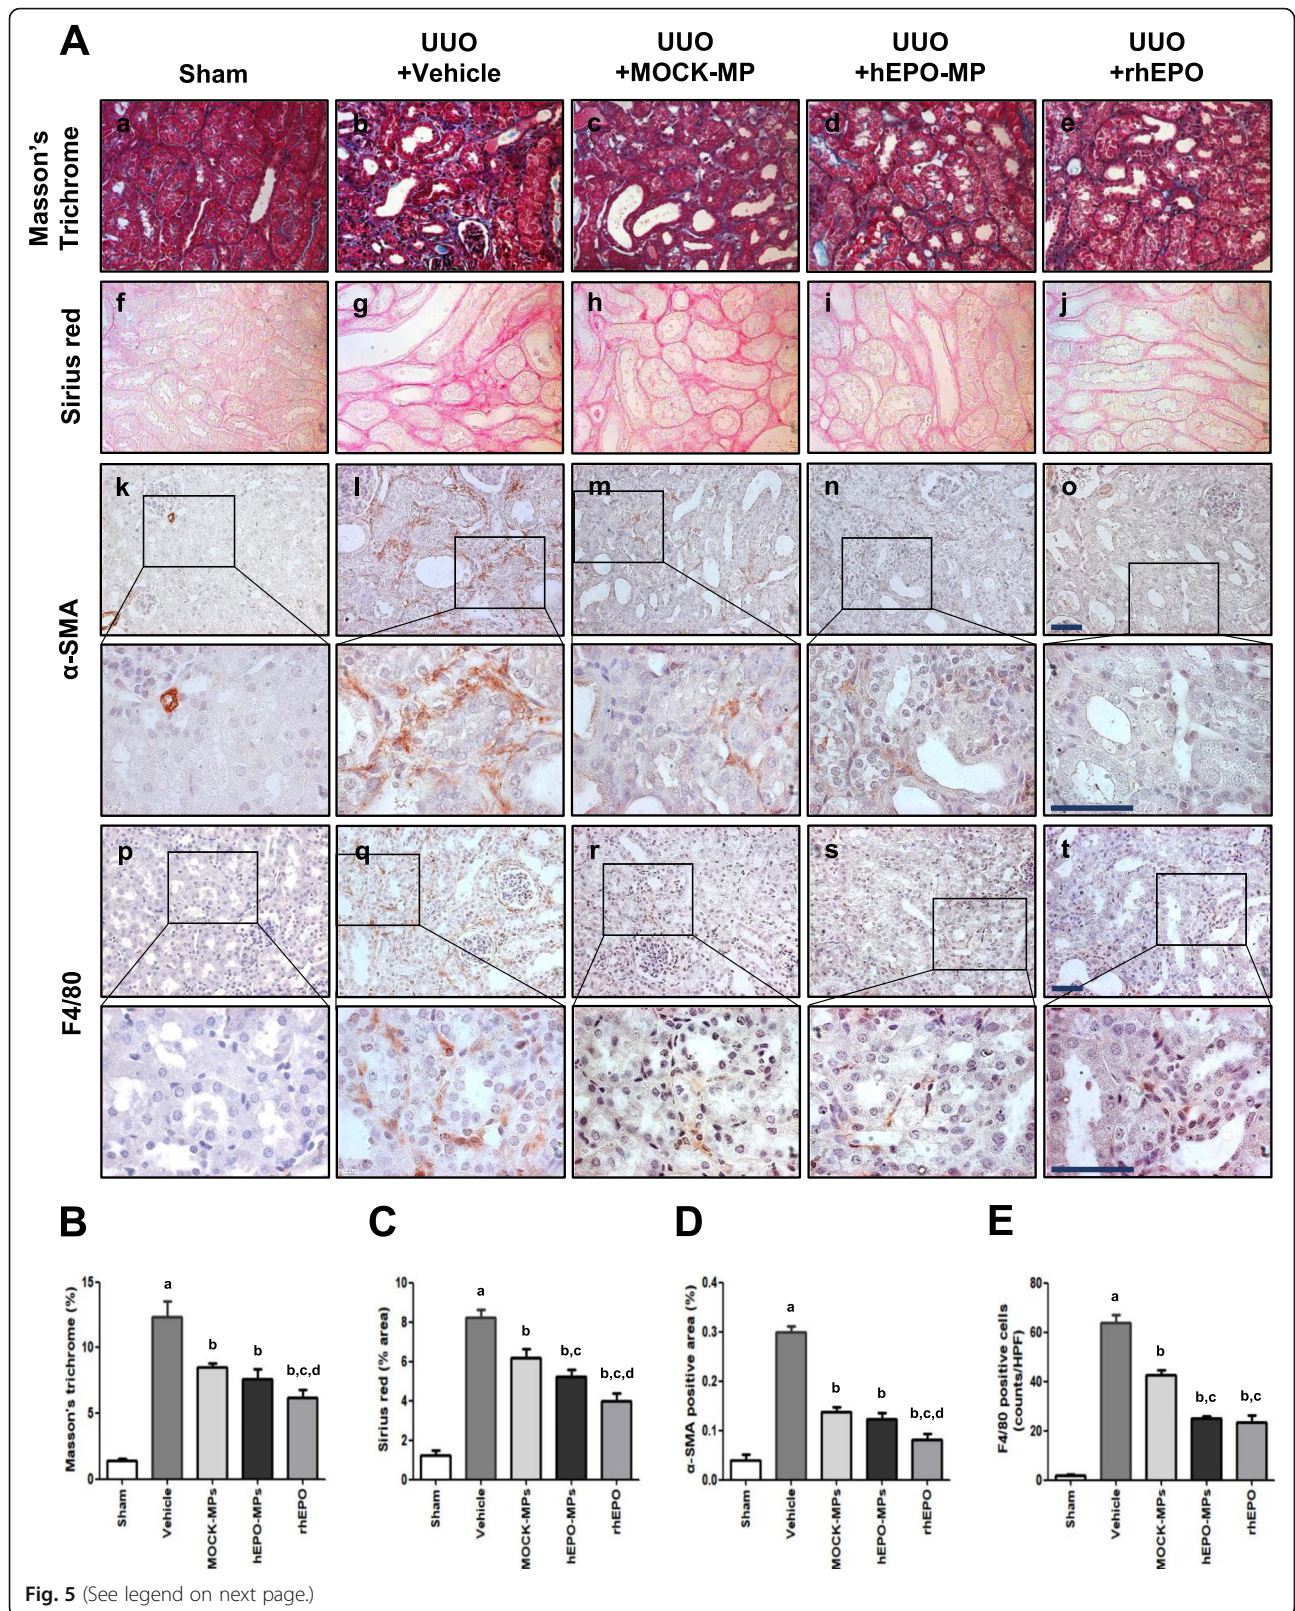 A
Sham
UUO
+Vehicle
UUO
+MOCK-MP
UUO
+hEPO-MP
UUO
+rhEPO
Masson's
Trichrome
a
b
c
d
e
Sirius red
f
g
h
i
j
α-SMA
k
l
m
n
o
F4/80
p
q
r
s
t
B
Masson's trichrome (%)
15
10
5
0
a
b
b
b,c,d
Sham
Vehicle
MOCK-MPs
hEPO-MPs
rhEPO
C
Sirius red (% area)
10
8
6
4
2
0
a
b
b,c
b,c,d
Sham
Vehicle
MOCK-MPs
hEPO-MPs
rhEPO
D
α-SMA positive area (%)
0.4
0.3
0.2
0.1
0.0
a
b
b
b,c,d
Sham
Vehicle
MOCK-MPs
hEPO-MPs
rhEPO
E
F4/80 positive cells
(counts/HPF)
80
60
40
20
0
a
b
b,c
b,c
Sham
Vehicle
MOCK-MPs
hEPO-MPs
rhEPO
Fig. 5 (See legend on next page.)